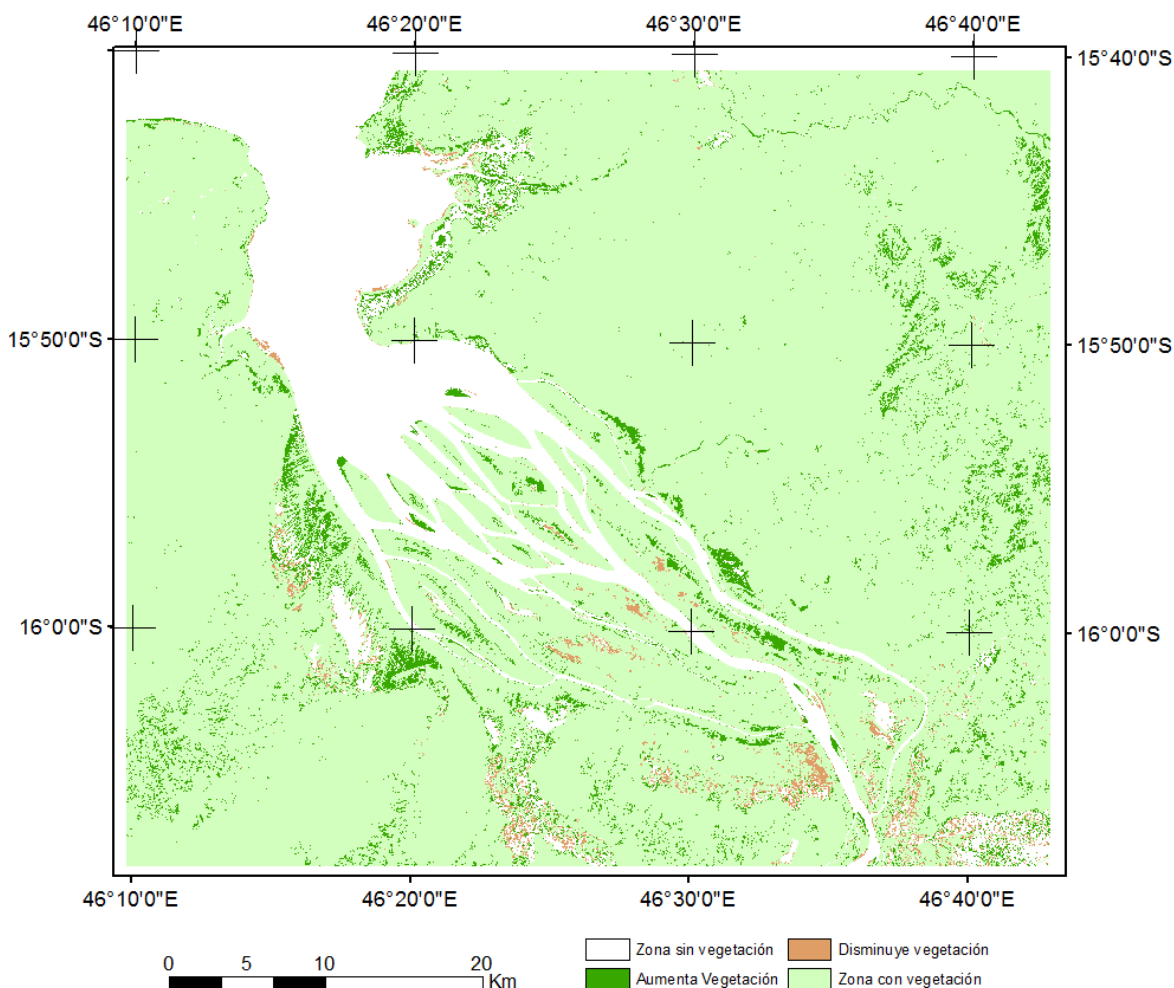 46°10'0"E 46°20'0"E 46°30'0"E 46°40'0"E
15°40'0"S
15°50'0"S 15°50'0"S
16°0'0"S 16°0'0"S
46°10'0"E 46°20'0"E 46°30'0"E 46°40'0"E
0 5 10 20 Km
Zona sin vegetación Disminuye vegetación
Aumenta Vegetación Zona con vegetación